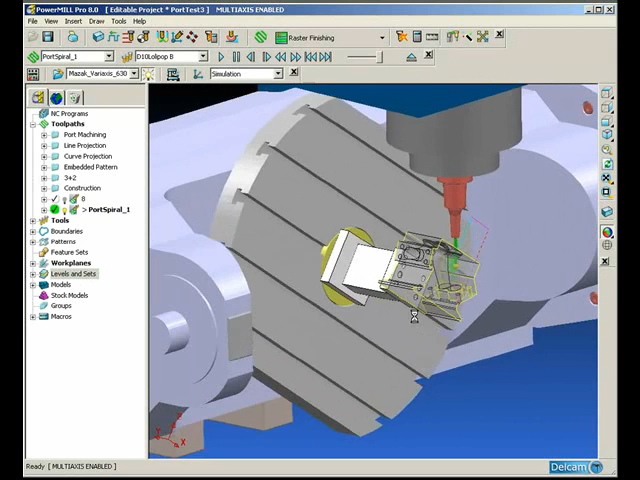 PowerMILL Pro 8.0 [ Editable Project * PortTest3 ] MULTIAXIS ENABLED
File View Insert Draw Tools Help
Raster Finishing
PortSpiral_1 D10Lolipop B
Mazak_Variaxis_630 Simulation
NC Programs
Toolpaths
Port Machining
Line Projection
Curve Projection
Embedded Pattern
3+2
Construction
8
> PortSpiral_1
Tools
Boundaries
Patterns
Feature Sets
Workplanes
Levels and Sets
Models
Stock Models
Groups
Macros
X
Ready [ MULTIAXIS ENABLED ]
Delcam